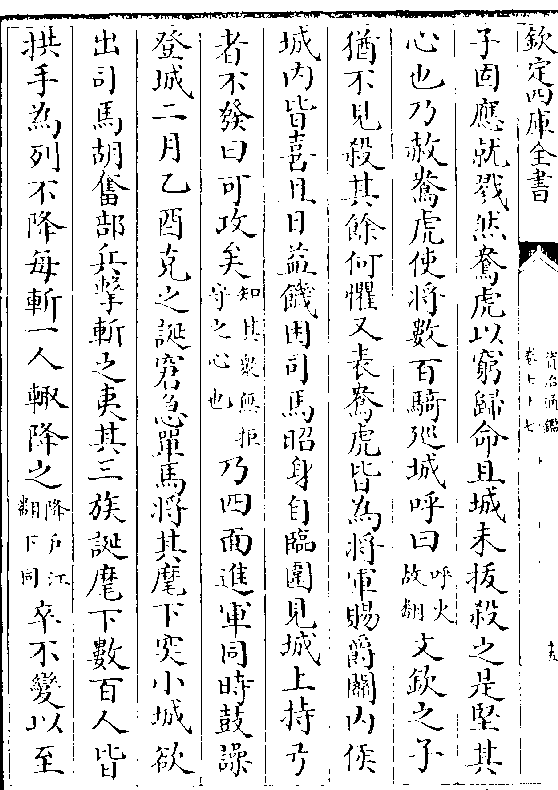 欽定四庫全書
資治通鑑
卷七十七
子固應就戮然鴦虎以窮歸命且城未拔殺之是堅其
心也乃赦鴦虎使將數百騎巡城呼曰呼火故翻文欽之子
猶不見殺其餘何懼又表鴦虎皆為將軍賜爵關內侯
城內皆喜且日益饑困司馬昭身自臨圍見城上持弓
者不發曰可攻矣知其衆無拒守之心也乃四面進軍同時鼓譟
登城二月乙酉克之誕窘急單馬將其麾下突小城欲
出司馬胡奮部兵擊斬之夷其三族誕麾下數百人皆
拱手為列不降每斬一人輙降之降户江翻下同卒不變以至